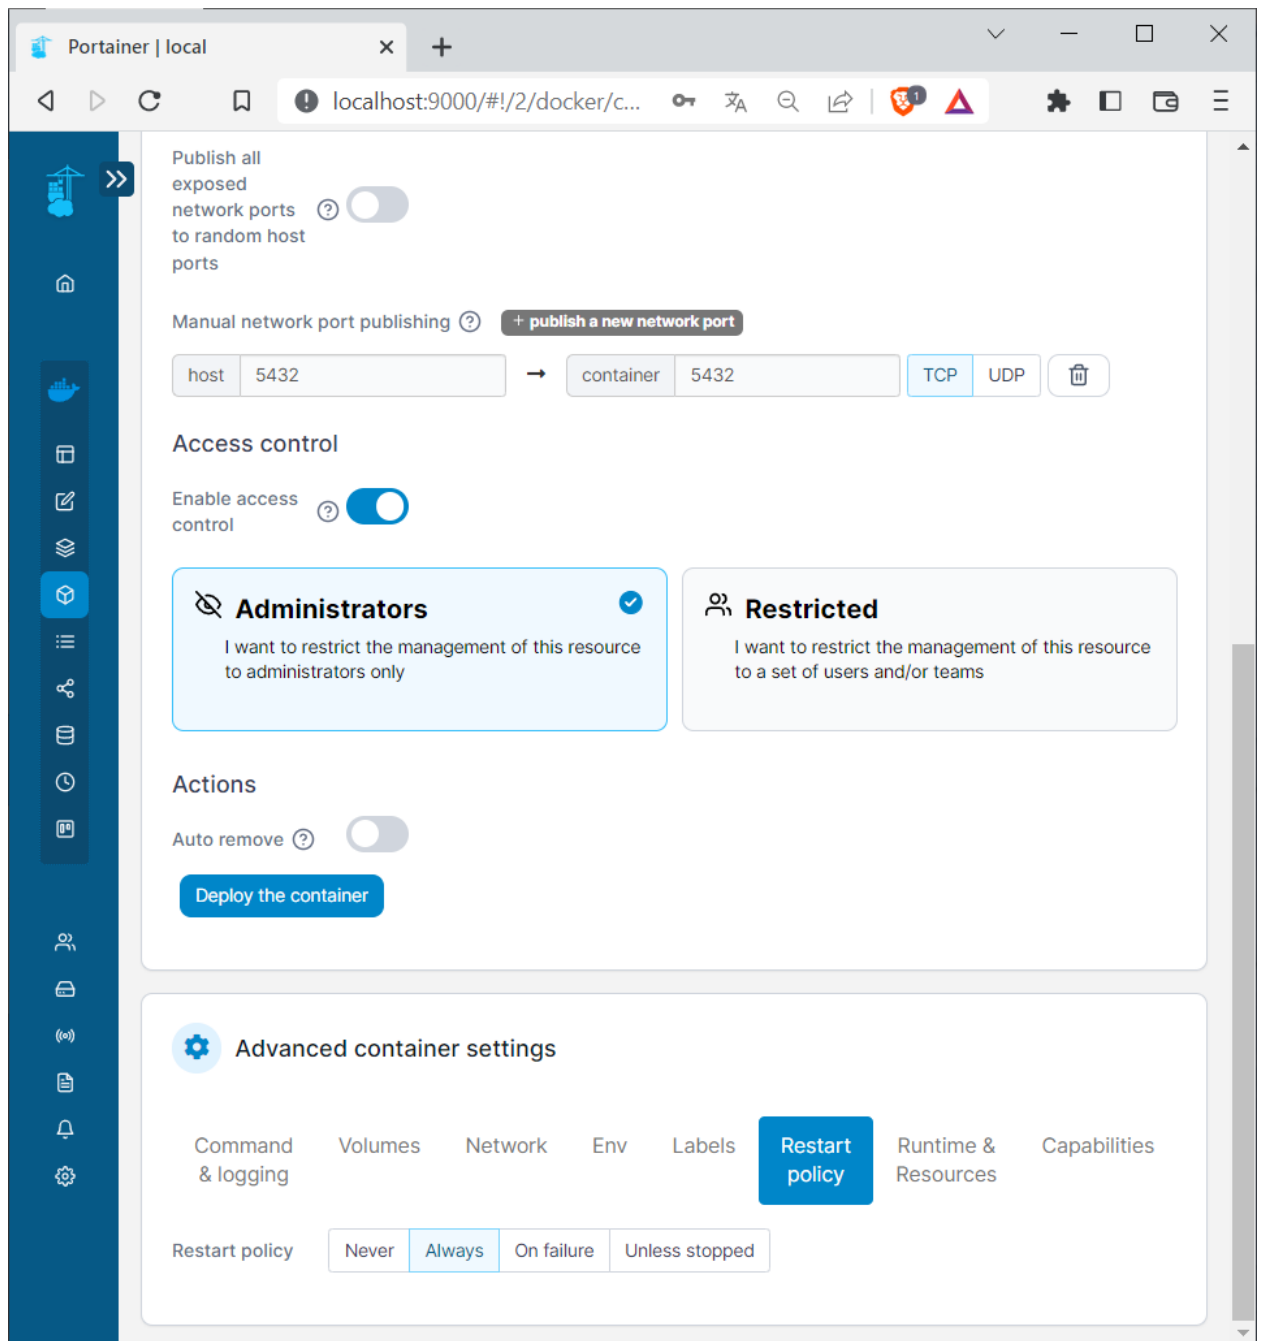 Portainer | local
localhost:9000/#!/2/docker/c...
1
Publish all
exposed
network ports
to random host
ports
Manual network port publishing
+ publish a new network port
host 5432 → container 5432 TCP UDP
Access control
Enable access
control
Administrators
I want to restrict the management of this resource
to administrators only
Restricted
I want to restrict the management of this resource
to a set of users and/or teams
Actions
Auto remove
Deploy the container
Advanced container settings
Command
& logging
Volumes
Network
Env
Labels
Restart
policy
Runtime &
Resources
Capabilities
Restart policy Never Always On failure Unless stopped